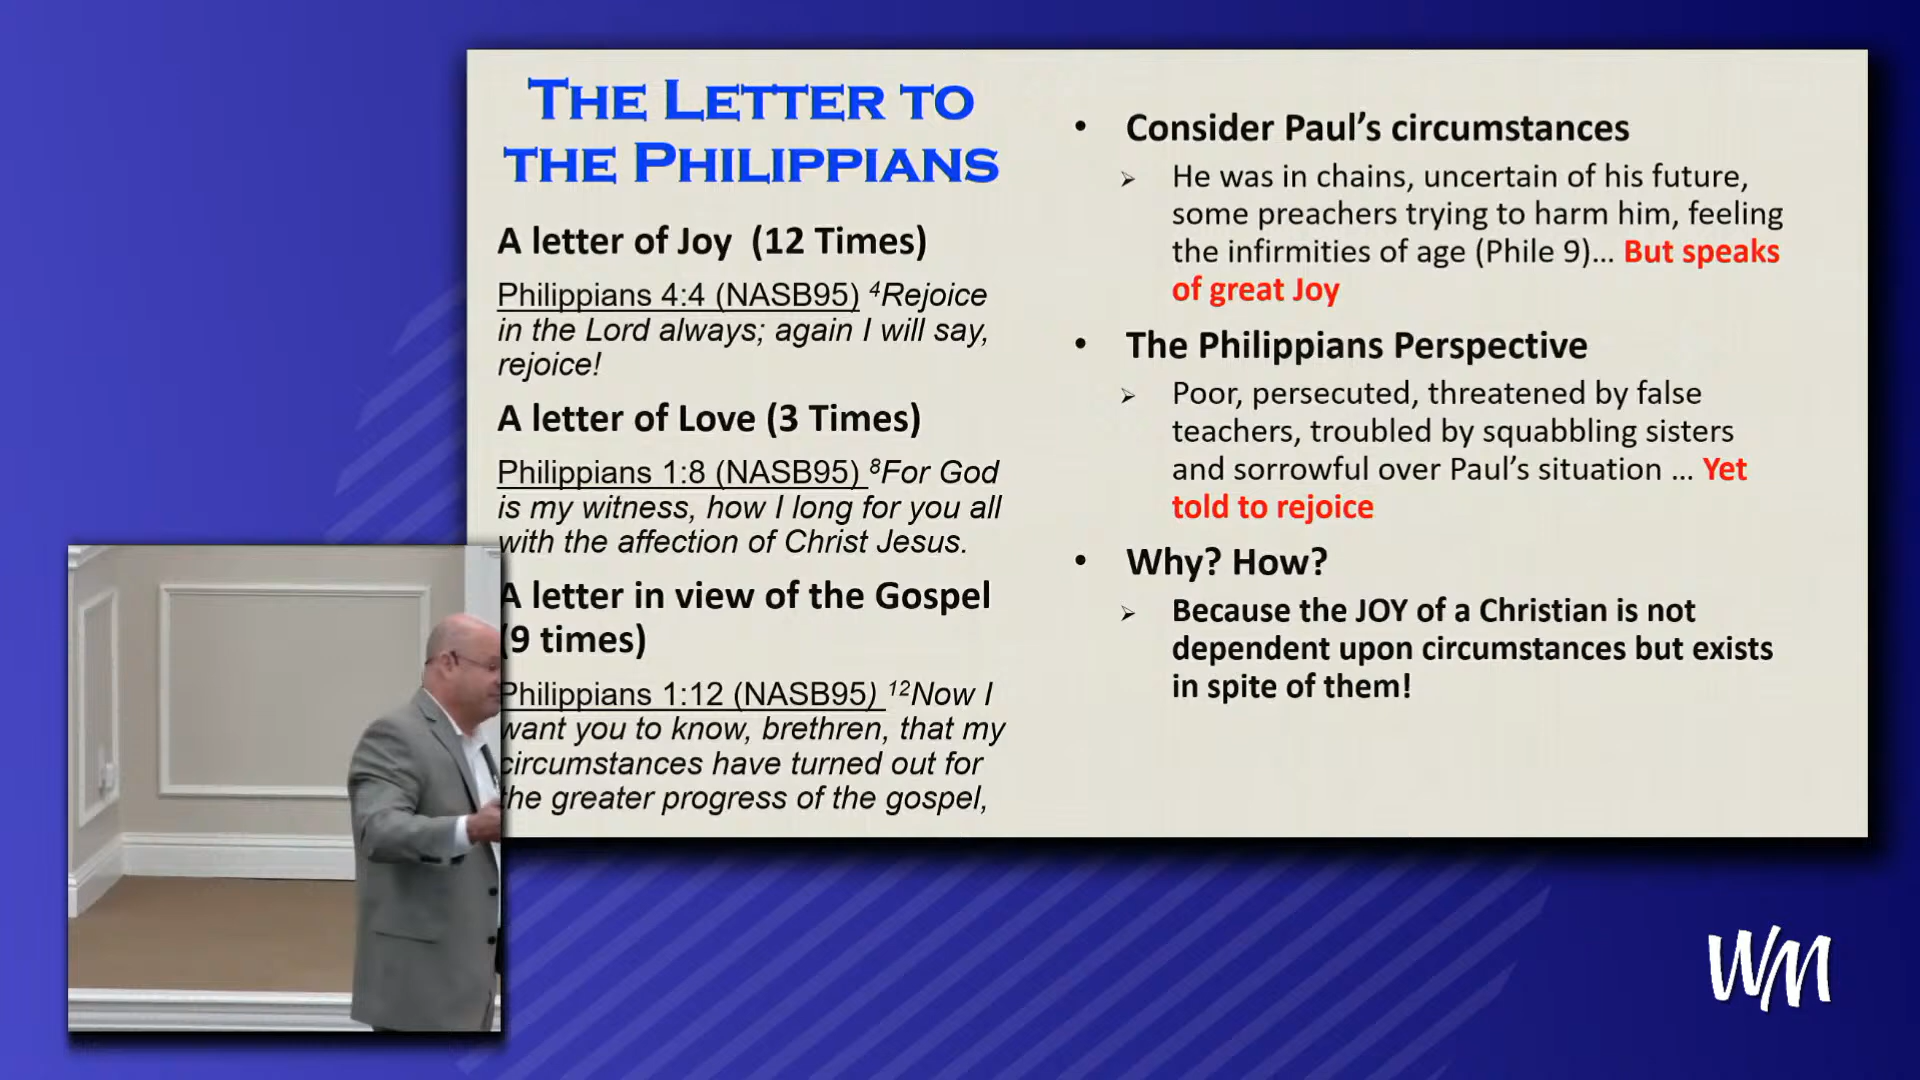 THE LETTER TO
THE PHILIPPIANS
A letter of Joy (12 Times)
Philippians 4:4 (NASB95) 4Rejoice
in the Lord always; again I will say,
rejoice!
A letter of Love (3 Times)
Philippians 1:8 (NASB95) 8For God
is my witness, how I long for you all
with the affection of Christ Jesus.
A letter in view of the Gospel
(9 times)
Philippians 1:12 (NASB95) 12Now I
want you to know, brethren, that my
circumstances have turned out for
the greater progress of the gospel,
• Consider Paul's circumstances
➢ He was in chains, uncertain of his future,
some preachers trying to harm him, feeling
the infirmities of age (Phile 9)… But speaks
of great Joy
• The Philippians Perspective
➢ Poor, persecuted, threatened by false
teachers, troubled by squabbling sisters
and sorrowful over Paul's situation … Yet
told to rejoice
• Why? How?
➢ Because the JOY of a Christian is not
dependent upon circumstances but exists
in spite of them!
WM